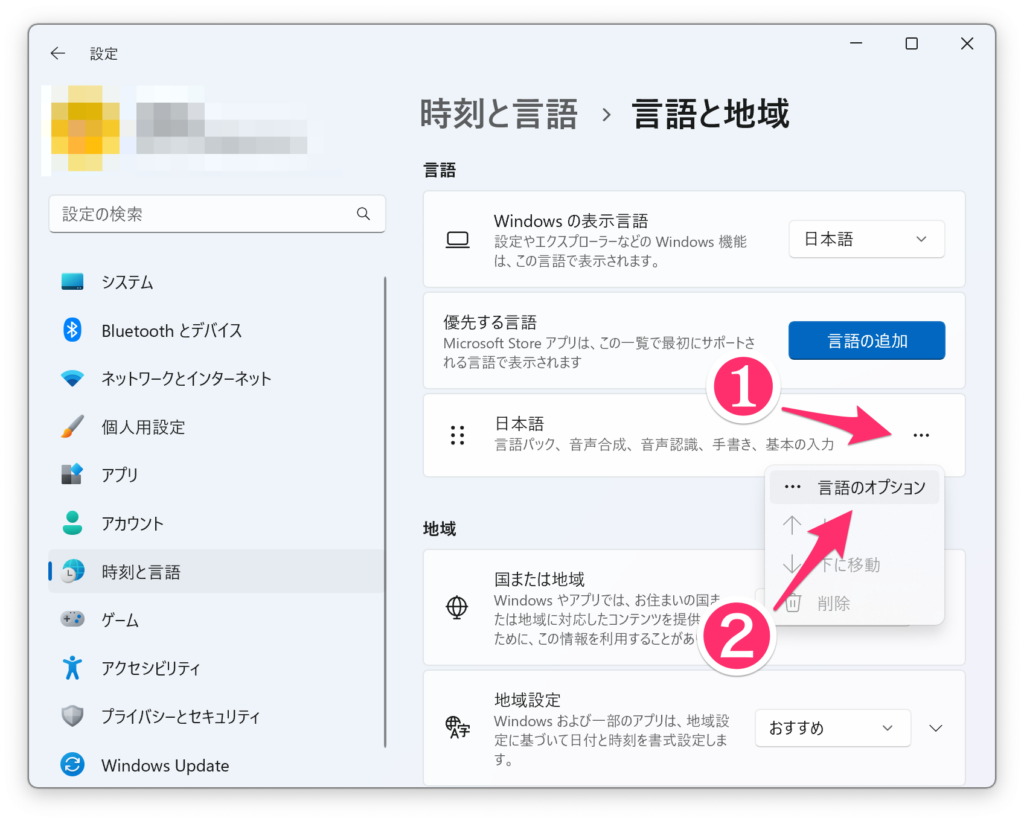 設定
時刻と言語 › 言語と地域
設定の検索
システム
Bluetooth とデバイス
ネットワークとインターネット
個人用設定
アプリ
アカウント
時刻と言語
ゲーム
アクセシビリティ
プライバシーとセキュリティ
Windows Update
言語
Windows の表示言語
設定やエクスプローラーなどの Windows 機能
は、この言語で表示されます。
日本語
優先する言語
Microsoft Store アプリは、この一覧で最初にサポートさ
れる言語で表示されます
言語の追加
1
日本語
言語パック、音声合成、音声認識、手書き、基本の入力
言語のオプション
下に移動
削除
2
地域
国または地域
Windows やアプリでは、お住まいの国ま
たは地域に対応したコンテンツを提供
ために、この情報を利用することがあ
地域設定
Windows および一部のアプリは、地域設
定に基づいて日付と時刻を書式設定しま
す。
おすすめ